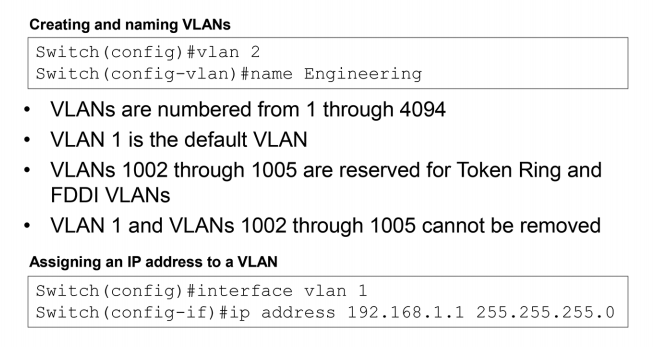 Creating and naming VLANs
Switch(config)#vlan 2
Switch(config-vlan)#name Engineering
• VLANs are numbered from 1 through 4094
• VLAN 1 is the default VLAN
• VLANs 1002 through 1005 are reserved for Token Ring and
FDDI VLANs
• VLAN 1 and VLANs 1002 through 1005 cannot be removed
Assigning an IP address to a VLAN
Switch(config)#interface vlan 1
Switch(config-if)#ip address 192.168.1.1 255.255.255.0